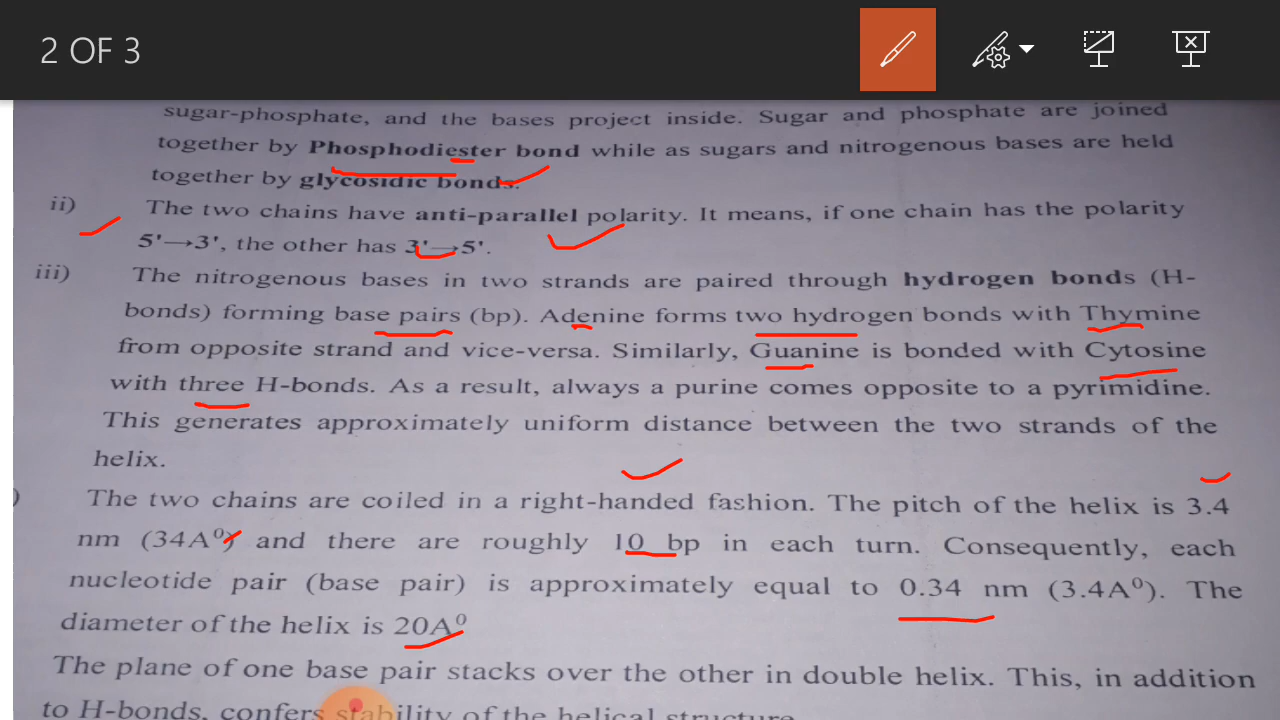 2 OF 3
sugar-phosphate, and the bases project inside. Sugar and phosphate are joined
together by Phosphodiester bond while as sugars and nitrogenous bases are held
together by glycosidic bonds.
ii) The two chains have anti-parallel polarity. It means, if one chain has the polarity
5'→3', the other has 3'→5'.
iii) The nitrogenous bases in two strands are paired through hydrogen bonds (H-
bonds) forming base pairs (bp). Adenine forms two hydrogen bonds with Thymine
from opposite strand and vice-versa. Similarly, Guanine is bonded with Cytosine
with three H-bonds. As a result, always a purine comes opposite to a pyrimidine.
This generates approximately uniform distance between the two strands of the
helix.
) The two chains are coiled in a right-handed fashion. The pitch of the helix is 3.4
nm (34A⁰) and there are roughly 10 bp in each turn. Consequently, each
nucleotide pair (base pair) is approximately equal to 0.34 nm (3.4A⁰). The
diameter of the helix is 20A⁰
The plane of one base pair stacks over the other in double helix. This, in addition
to H-bonds, confers stability of the helical structure.